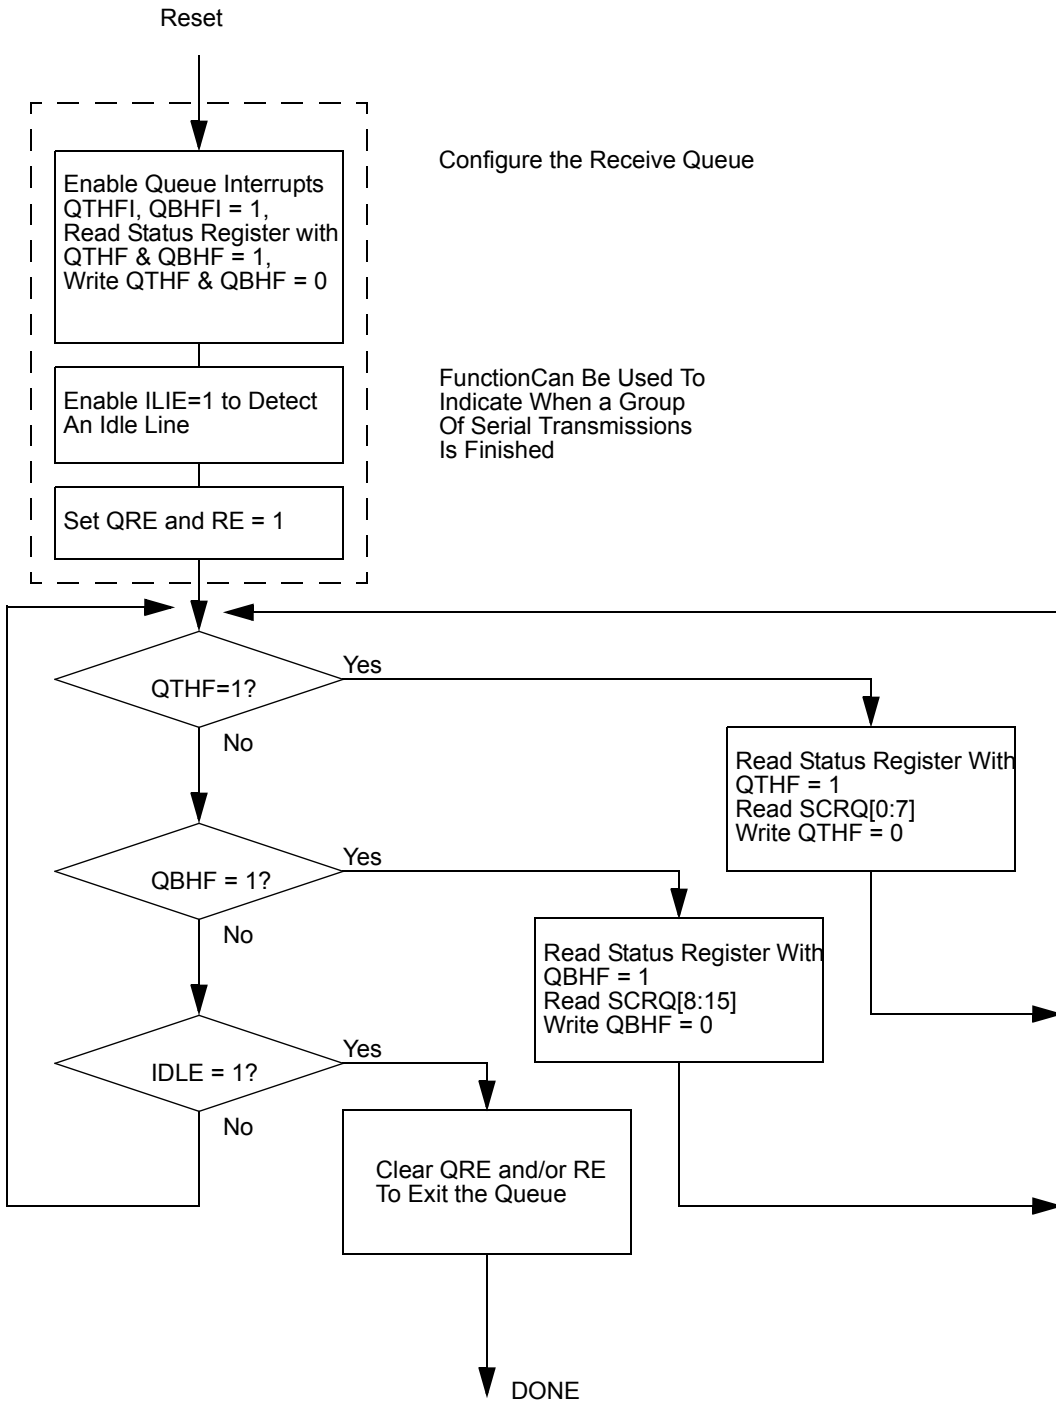 Reset
Configure the Receive Queue
Enable Queue Interrupts
QTHFI, QBHFI = 1,
Read Status Register with
QTHF & QBHF = 1,
Write QTHF & QBHF = 0
FunctionCan Be Used To
Indicate When a Group
Of Serial Transmissions
Is Finished
Enable ILIE=1 to Detect
An Idle Line
Set QRE and RE = 1
QTHF=1?
Yes
No
Read Status Register With
QTHF = 1
Read SCRQ[0:7]
Write QTHF = 0
QBHF = 1?
Yes
No
Read Status Register With
QBHF = 1
Read SCRQ[8:15]
Write QBHF = 0
IDLE = 1?
Yes
No
Clear QRE and/or RE
To Exit the Queue
DONE